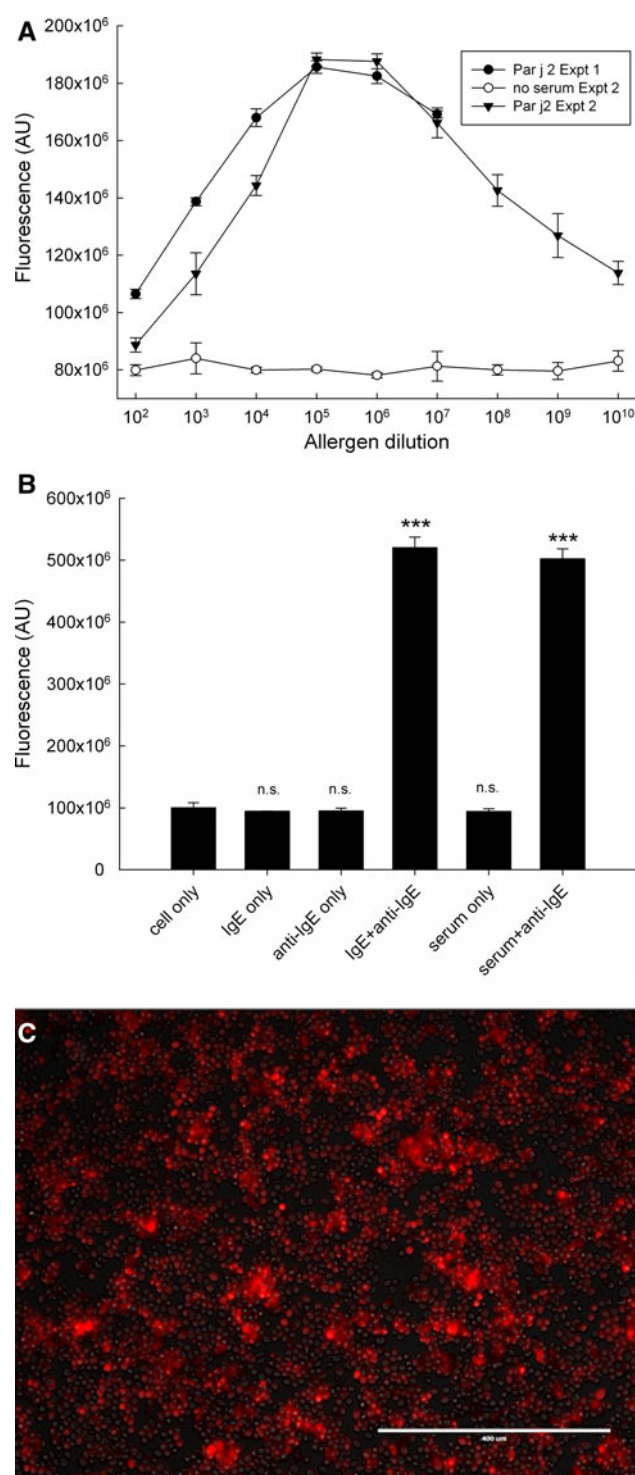 A
200x10⁶
180x10⁶
160x10⁶
140x10⁶
120x10⁶
100x10⁶
80x10⁶
Fluorescence (AU)
Par j 2 Expt 1
no serum Expt 2
Par j2 Expt 2
10² 10³ 10⁴ 10⁵ 10⁶ 10⁷ 10⁸ 10⁹ 10¹⁰
Allergen dilution
B
600x10⁶
500x10⁶
400x10⁶
300x10⁶
200x10⁶
100x10⁶
0
Fluorescence (AU)
n.s. n.s. *** n.s. ***
cell only
IgE only
anti-IgE only
IgE+anti-IgE
serum only
serum+anti-IgE
C
400 um